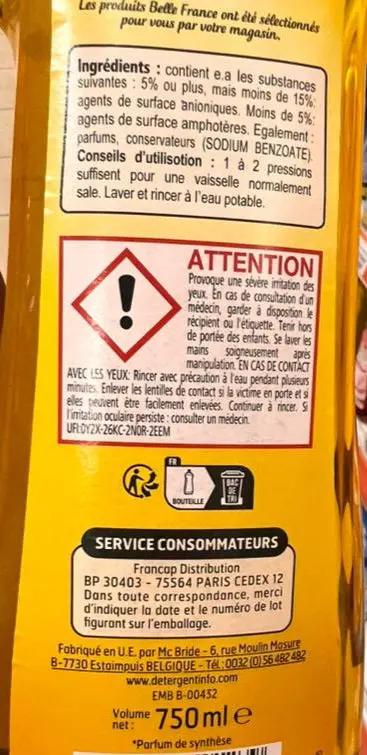 Les produits Belle France ont été sélectionnés
pour vous par votre magasin.
Ingrédients : contient e.a les substances
suivantes : 5% ou plus, mais moins de 15%:
agents de surface anioniques. Moins de 5%:
agents de surface amphotères. Egalement :
parfums, conservateurs (SODIUM BENZOATE).
Conseils d'utilisation : 1 à 2 pressions
suffisent pour une vaisselle normalement
sale. Laver et rincer à l'eau potable.
ATTENTION
Provoque une sévère irritation des
yeux. En cas de consultation d'un
médecin, garder à disposition le
récipient ou l'étiquette. Tenir hors
de portée des enfants. Se laver les
mains soigneusement après
manipulation. EN CAS DE CONTACT
AVEC LES YEUX: Rincer avec précaution à l'eau pendant plusieurs
minutes. Enlever les lentilles de contact si la victime en porte et si
elles peuvent être facilement enlevées. Continuer à rincer. Si
l'irritation oculaire persiste : consulter un médecin.
UFI:0Y2X-26KC-2N0R-2EEM
FR
BOUTEILLE
BAC
DE
TRI
SERVICE CONSOMMATEURS
Francap Distribution
BP 30403 - 75564 PARIS CEDEX 12
Dans toute correspondance, merci
d'indiquer la date et le numéro de lot
figurant sur l'emballage.
Fabriqué en U.E. par Mc Bride - 6, rue Moulin Masure
B-7730 Estaimpuis BELGIQUE - Tél.: 0032 (0) 56 482 482
www.detergentinfo.com
EMB B-00432
Volume
net : 750 ml e
*Parfum de synthèse